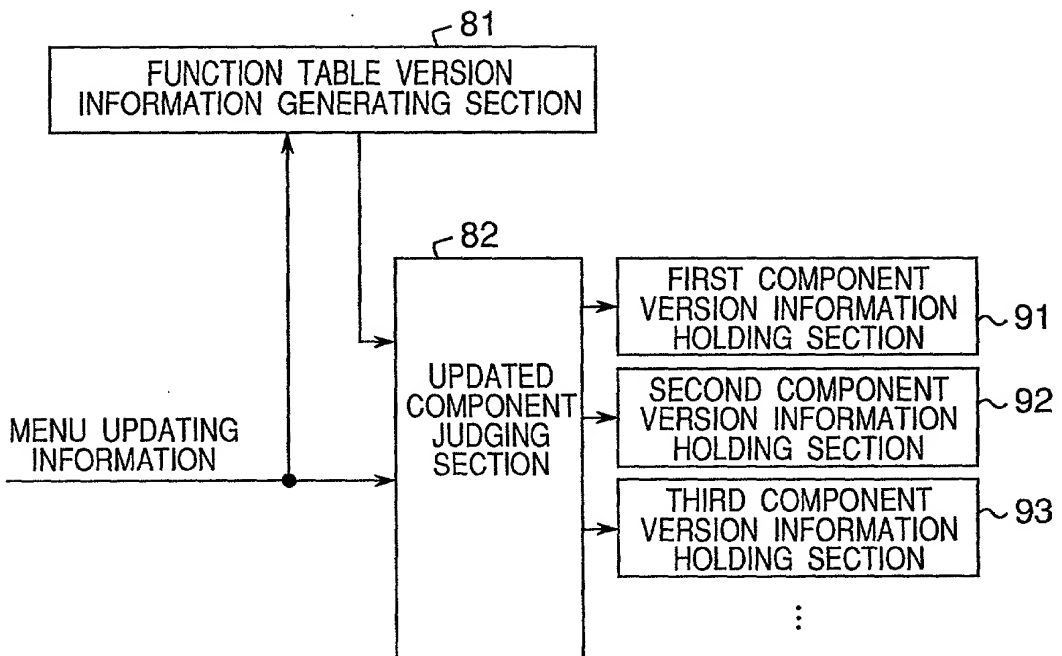 81
FUNCTION TABLE VERSION
INFORMATION GENERATING SECTION
82
UPDATED
COMPONENT
JUDGING
SECTION
MENU UPDATING
INFORMATION
FIRST COMPONENT
VERSION INFORMATION
HOLDING SECTION
91
SECOND COMPONENT
VERSION INFORMATION
HOLDING SECTION
92
THIRD COMPONENT
VERSION INFORMATION
HOLDING SECTION
93
⋮